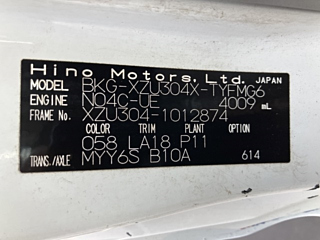 Hino Motors, Ltd. JAPAN
MODEL BKG-XZU304X-TYFMG6
ENGINE N04C-UE 4009 mL
FRAME No. XZU304-1012874
COLOR TRIM PLANT OPTION
058 LA18 P11
TRANS./AXLE MYY6S B10A 614